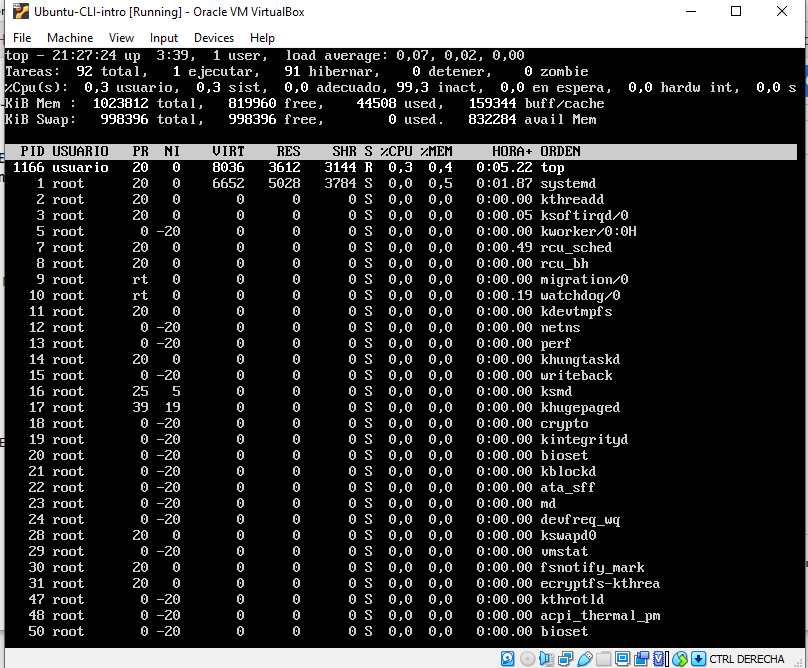 Ubuntu-CLI-intro [Running] - Oracle VM VirtualBox
File Machine View Input Devices Help
top - 21:27:24 up 3:39, 1 user, load average: 0,07, 0,02, 0,00
Tareas: 92 total, 1 ejecutar, 91 hibernar, 0 detener, 0 zombie
%Cpu(s): 0,3 usuario, 0,3 sist, 0,0 adecuado, 99,3 inact, 0,0 en espera, 0,0 hardw int, 0,0 s
KiB Mem : 1023812 total, 819960 free, 44508 used, 159344 buff/cache
KiB Swap: 998396 total, 998396 free, 0 used. 832284 avail Mem
PID USUARIO PR NI VIRT RES SHR S %CPU %MEM HORA+ ORDEN
1166 usuario 20 0 8036 3612 3144 R 0,3 0,4 0:05.22 top
1 root 20 0 6652 5028 3784 S 0,0 0,5 0:01.87 systemd
2 root 20 0 0 0 0 S 0,0 0,0 0:00.00 kthreadd
3 root 20 0 0 0 0 S 0,0 0,0 0:00.05 ksoftirqd/0
5 root 0 -20 0 0 0 S 0,0 0,0 0:00.00 kworker/0:0H
7 root 20 0 0 0 0 S 0,0 0,0 0:00.49 rcu_sched
8 root 20 0 0 0 0 S 0,0 0,0 0:00.00 rcu_bh
9 root rt 0 0 0 0 S 0,0 0,0 0:00.00 migration/0
10 root rt 0 0 0 0 S 0,0 0,0 0:00.19 watchdog/0
11 root 20 0 0 0 0 S 0,0 0,0 0:00.00 kdevtmpfs
12 root 0 -20 0 0 0 S 0,0 0,0 0:00.00 netns
13 root 0 -20 0 0 0 S 0,0 0,0 0:00.00 perf
14 root 20 0 0 0 0 S 0,0 0,0 0:00.00 khungtaskd
15 root 0 -20 0 0 0 S 0,0 0,0 0:00.00 writeback
16 root 25 5 0 0 0 S 0,0 0,0 0:00.00 ksmd
17 root 39 19 0 0 0 S 0,0 0,0 0:00.00 khugepaged
18 root 0 -20 0 0 0 S 0,0 0,0 0:00.00 crypto
19 root 0 -20 0 0 0 S 0,0 0,0 0:00.00 kintegrityd
20 root 0 -20 0 0 0 S 0,0 0,0 0:00.00 bioset
21 root 0 -20 0 0 0 S 0,0 0,0 0:00.00 kblockd
22 root 0 -20 0 0 0 S 0,0 0,0 0:00.00 ata_sff
23 root 0 -20 0 0 0 S 0,0 0,0 0:00.00 md
24 root 0 -20 0 0 0 S 0,0 0,0 0:00.00 devfreq_wq
28 root 20 0 0 0 0 S 0,0 0,0 0:00.00 kswapd0
29 root 0 -20 0 0 0 S 0,0 0,0 0:00.00 vmstat
30 root 20 0 0 0 0 S 0,0 0,0 0:00.00 fsnotify_mark
31 root 20 0 0 0 0 S 0,0 0,0 0:00.00 ecryptfs-kthrea
47 root 0 -20 0 0 0 S 0,0 0,0 0:00.00 kthrotld
48 root 0 -20 0 0 0 S 0,0 0,0 0:00.00 acpi_thermal_pm
50 root 0 -20 0 0 0 S 0,0 0,0 0:00.00 bioset
CTRL DERECHA